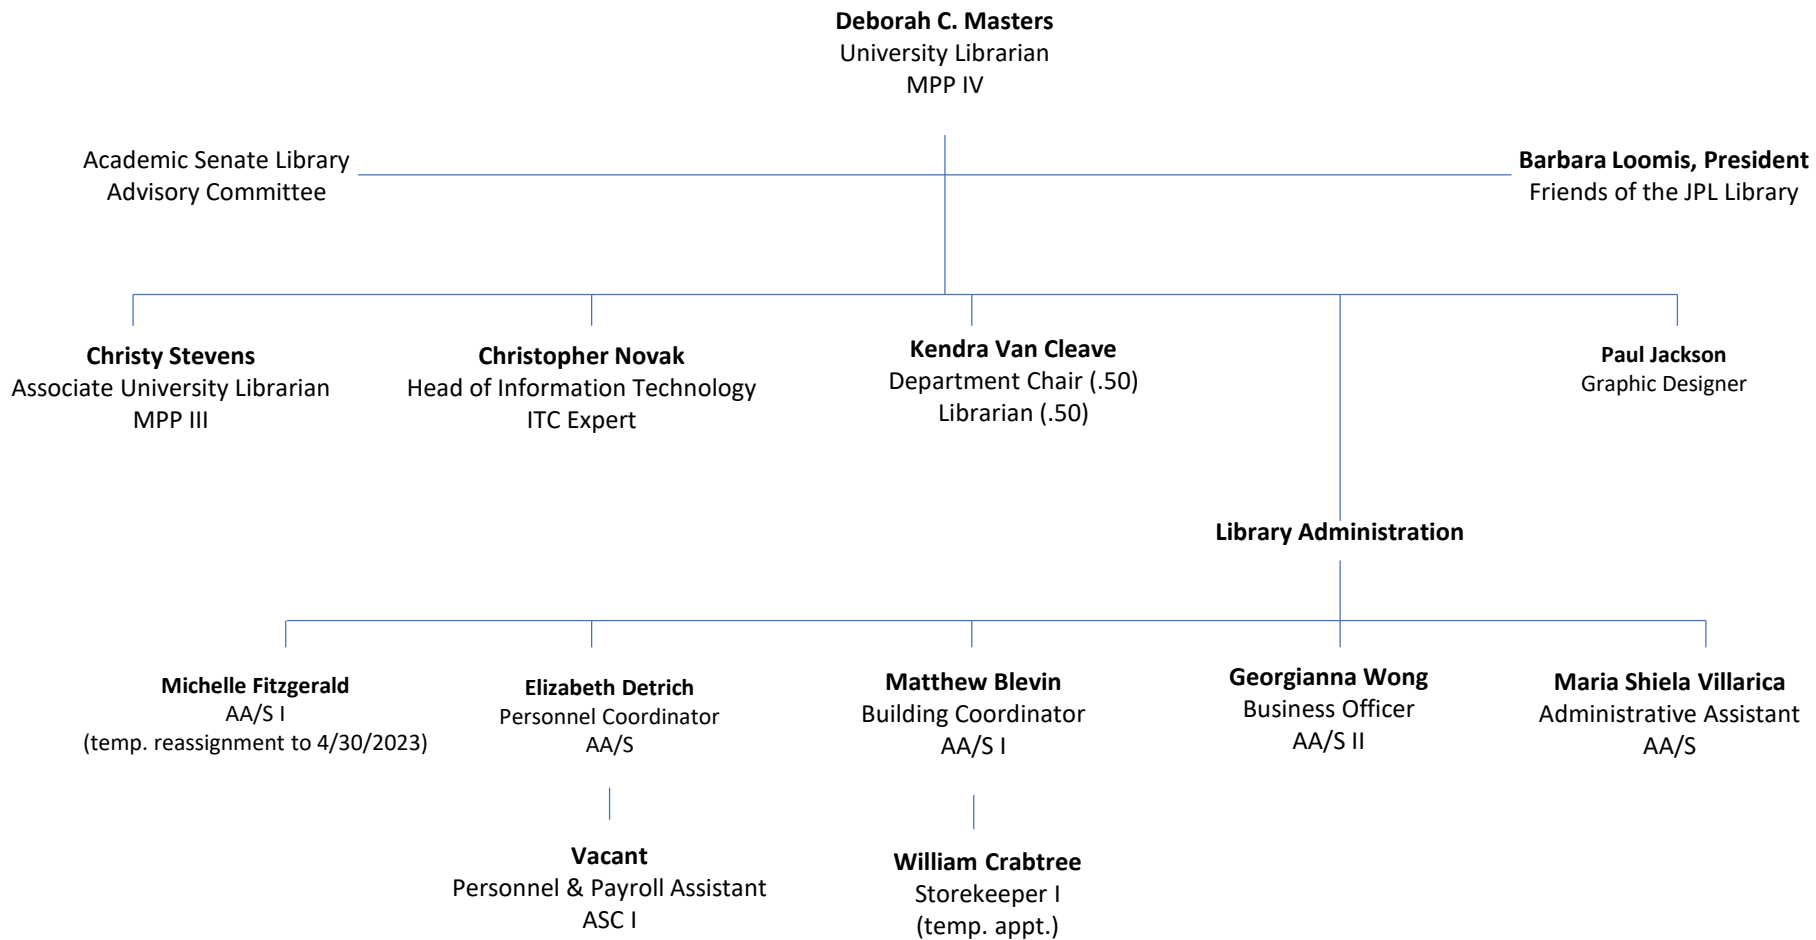 Deborah C. Masters
University Librarian
MPP IV
Academic Senate Library
Advisory Committee
Barbara Loomis, President
Friends of the JPL Library
Christy Stevens
Associate University Librarian
MPP III
Christopher Novak
Head of Information Technology
ITC Expert
Kendra Van Cleave
Department Chair (.50)
Librarian (.50)
Paul Jackson
Graphic Designer
Library Administration
Michelle Fitzgerald
AA/S I
(temp. reassignment to 4/30/2023)
Elizabeth Detrich
Personnel Coordinator
AA/S
Matthew Blevin
Building Coordinator
AA/S I
Georgianna Wong
Business Officer
AA/S II
Maria Shiela Villarica
Administrative Assistant
AA/S
Vacant
Personnel & Payroll Assistant
ASC I
William Crabtree
Storekeeper I
(temp. appt.)